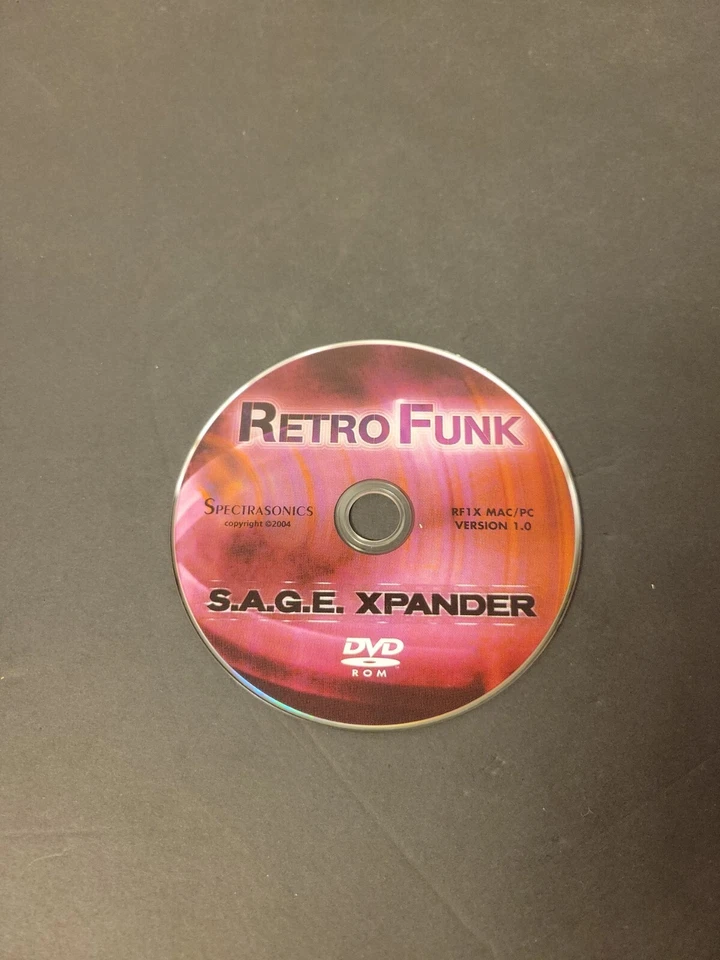 RETRO FUNK
SPECTRASONICS
copyright ©2004
RF1X MAC/PC
VERSION 1.0
S.A.G.E. XPANDER
DVD
ROM